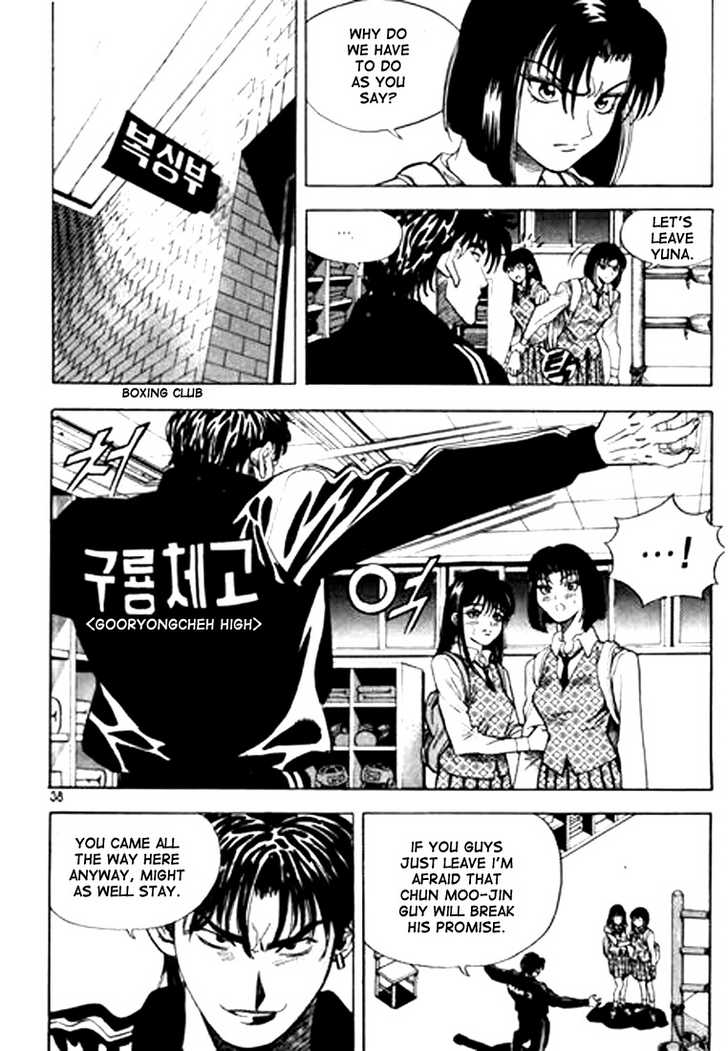 복싱부
WHY DO
WE HAVE
TO DO
AS YOU
SAY?
...
LET'S
LEAVE
YUNA.
BOXING CLUB
척
구룡체고
<GOORYONGCHEH HIGH>
...!
38
YOU CAME ALL
THE WAY HERE
ANYWAY, MIGHT
AS WELL STAY.
IF YOU GUYS
JUST LEAVE I'M
AFRAID THAT
CHUN MOO-JIN
GUY WILL BREAK
HIS PROMISE.